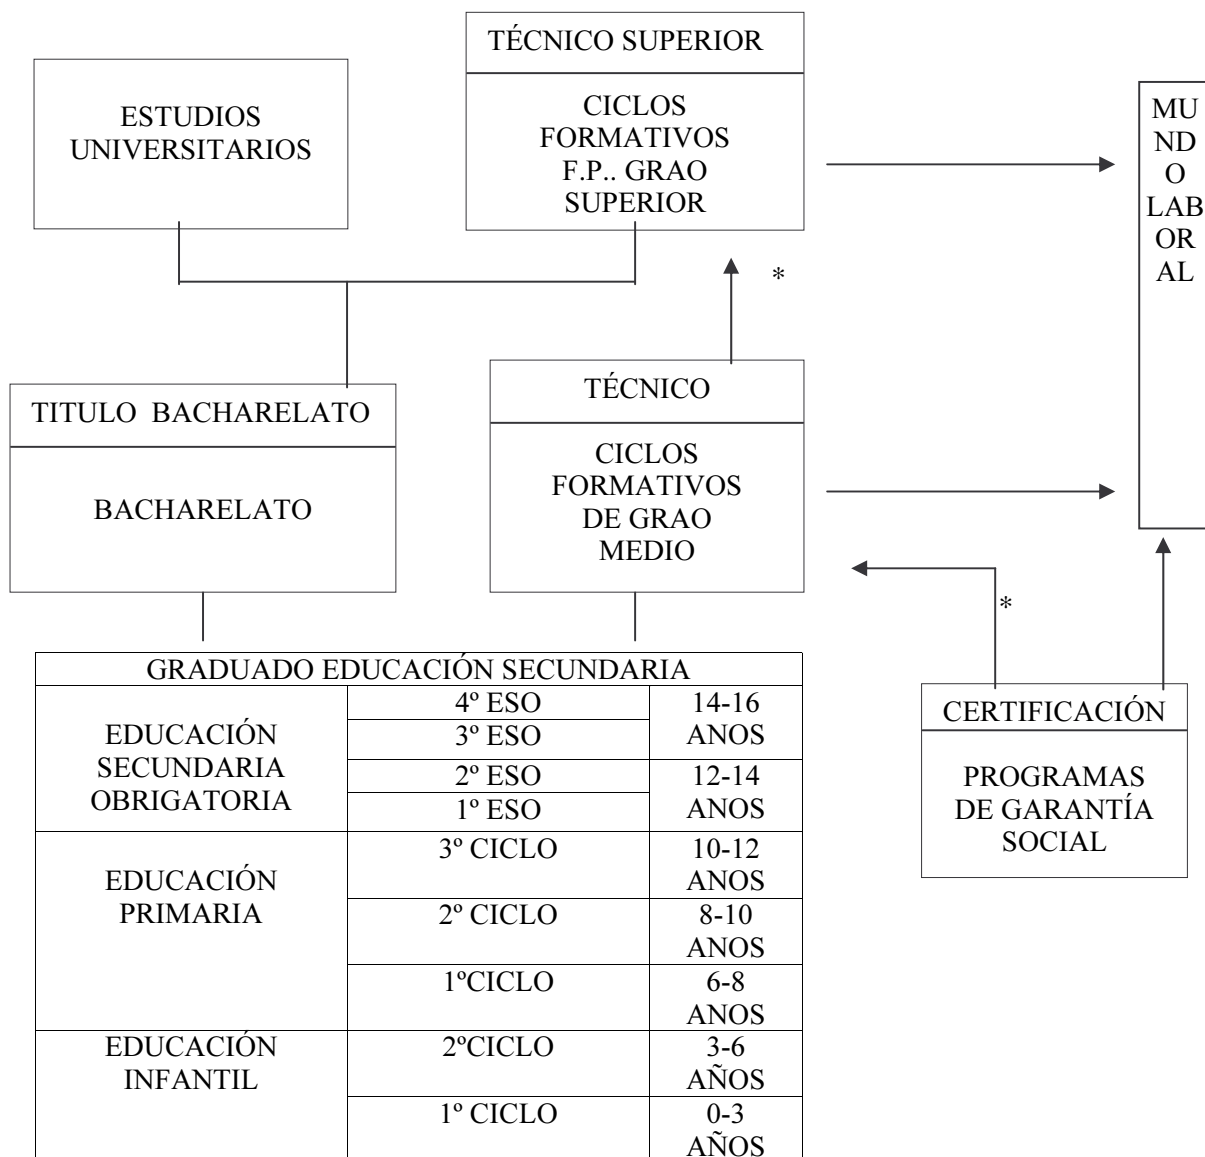 TÉCNICO SUPERIOR
CICLOS
FORMATIVOS
F.P.. GRAO
SUPERIOR
ESTUDIOS
UNIVERSITARIOS
MU
ND
O
LAB
OR
AL
*
TITULO BACHARELATO
BACHARELATO
TÉCNICO
CICLOS
FORMATIVOS
DE GRAO
MEDIO
*
CERTIFICACIÓN
PROGRAMAS
DE GARANTÍA
SOCIAL
GRADUADO EDUCACIÓN SECUNDARIA
EDUCACIÓN
SECUNDARIA
OBRIGATORIA
4º ESO
3º ESO
14-16
ANOS
2º ESO
1º ESO
12-14
ANOS
EDUCACIÓN
PRIMARIA
3º CICLO
10-12
ANOS
2º CICLO
8-10
ANOS
1ºCICLO
6-8
ANOS
EDUCACIÓN
INFANTIL
2ºCICLO
3-6
AÑOS
1º CICLO
0-3
AÑOS